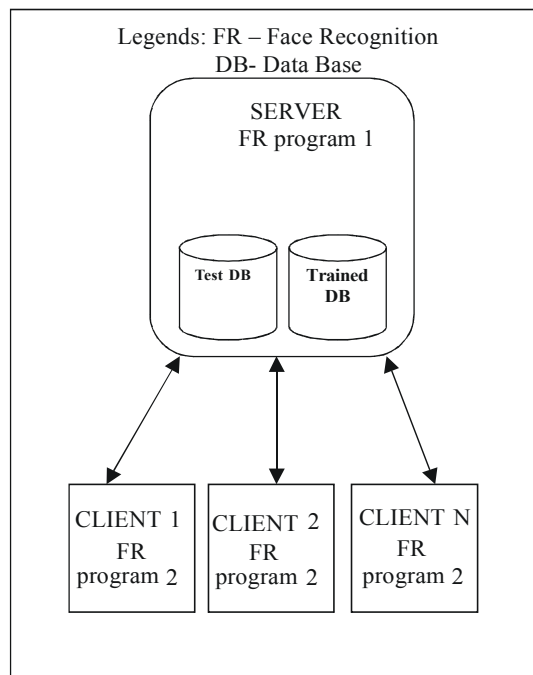 Legends: FR – Face Recognition
DB- Data Base
SERVER
FR program 1
Test DB
Trained
DB
CLIENT 1
FR
program 2
CLIENT 2
FR
program 2
CLIENT N
FR
program 2